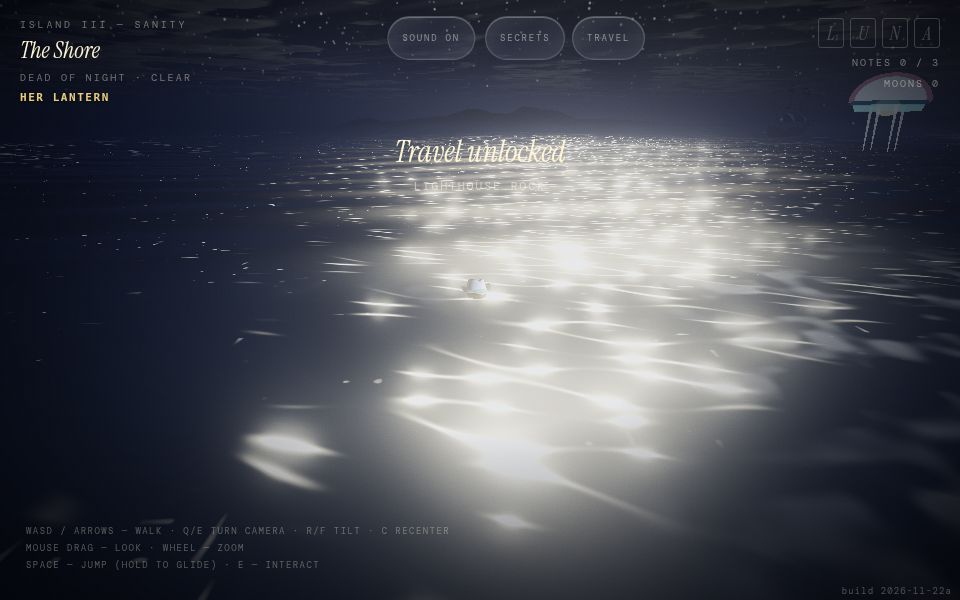 ISLAND III — SANITY
The Shore
DEAD OF NIGHT · CLEAR
HER LANTERN
SOUND ON
SECRETS
TRAVEL
L U N A
NOTES 0 / 3
MOONS 0
Travel unlocked
LIGHTHOUSE ROCK
WASD / ARROWS — WALK · Q/E TURN CAMERA · R/F TILT · C RECENTER
MOUSE DRAG — LOOK · WHEEL — ZOOM
SPACE — JUMP (HOLD TO GLIDE) · E — INTERACT
build 2026-11-22a